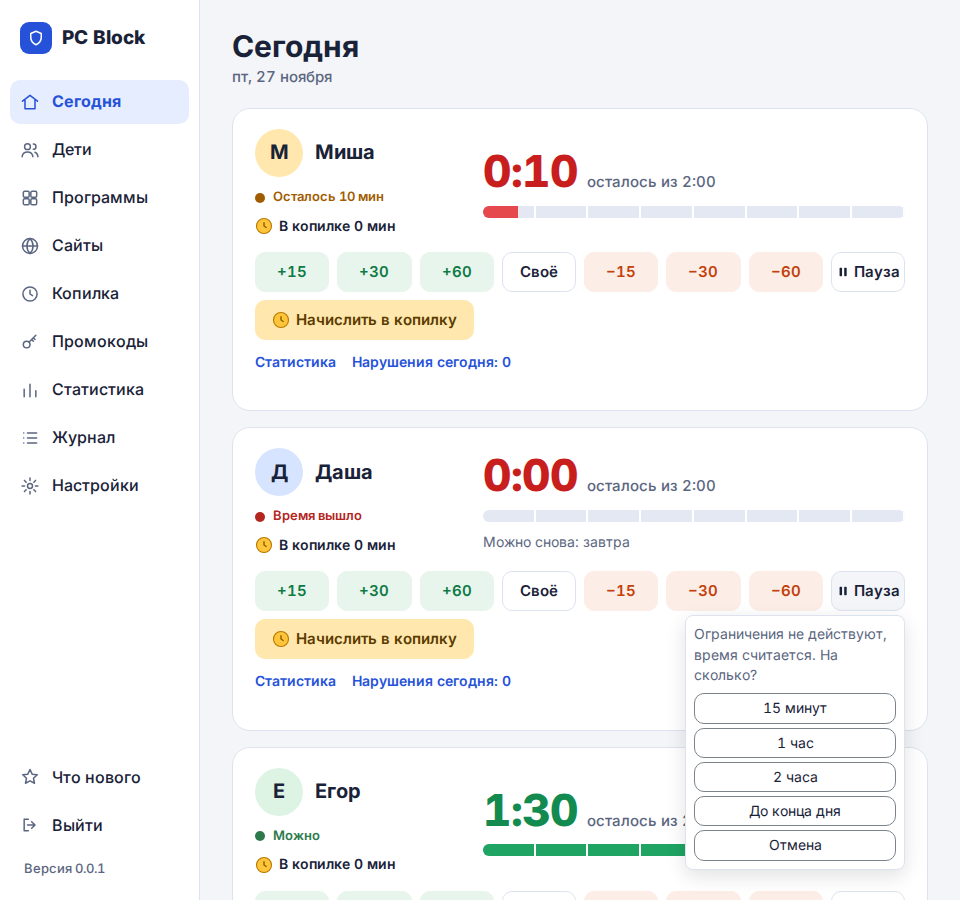 PC Block
Сегодня
Дети
Программы
Сайты
Копилка
Промокоды
Статистика
Журнал
Настройки
Что нового
Выйти
Версия 0.0.1
Сегодня
пт, 27 ноября
М Миша
Осталось 10 мин
В копилке 0 мин
0:10 осталось из 2:00
+15 +30 +60 Своё −15 −30 −60 Пауза
Начислить в копилку
Статистика Нарушения сегодня: 0
Д Даша
Время вышло
В копилке 0 мин
0:00 осталось из 2:00
Можно снова: завтра
+15 +30 +60 Своё −15 −30 −60 Пауза
Начислить в копилку
Статистика Нарушения сегодня: 0
Ограничения не действуют,
время считается. На
сколько?
15 минут
1 час
2 часа
До конца дня
Отмена
Е Егор
Можно
В копилке 0 мин
1:30 осталось из